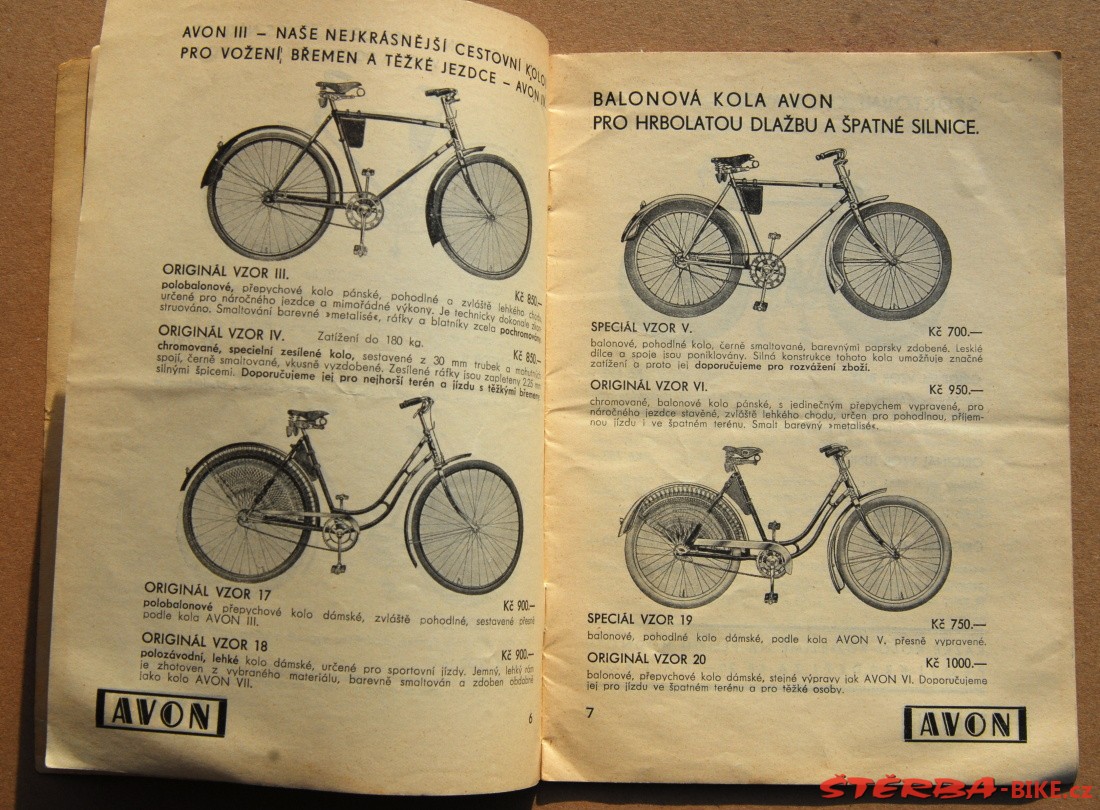 AVON III – NAŠE NEJKRÁSNĚJŠÍ CESTOVNÍ KOLO
PRO VOŽENÍ BŘEMEN A TĚŽKÉ JEZDCE – AVON
ORIGINÁL VZOR III.
Kč 850.—
polobalonové, přepychové kolo pánské, pohodlné a zvláště lehkého chodu,
určené pro náročného jezdce a mimořádné výkony. Je technicky dokonale
struováno. Smaltování barevné »metalisé«, ráfky a blatníky zcela pochromovány.
ORIGINÁL VZOR IV. Zatížení do 180 kg.
Kč 850.—
chromované, specielní zesílené kolo, sestavené z 30 mm trubek a mohutných
spojí, černě smaltované, vkusně vyzdobené. Zesílené ráfky jsou zapleteny 2.25 mm
silnými špicemi. Doporučujeme jej pro nejhorší terén a jízdu s těžkými břemeny.
ORIGINÁL VZOR 17
Kč 900.—
polobalonové přepychové kolo dámské, zvláště pohodlné, sestavené přesně
podle kola AVON III.
ORIGINÁL VZOR 18
Kč 900.—
polozávodní, lehké kolo dámské, určené pro sportovní jízdy. Jemný, lehký rám
je zhotoven z vybraného materiálu, barevně smaltován a zdoben obdobně
jako kolo AVON VII.
AVON
6
BALONOVÁ KOLA AVON
PRO HRBOLATOU DLAŽBU A ŠPATNÉ SILNICE.
SPECIÁL VZOR V.
Kč 700.—
balonové, pohodlné kolo, černě smaltované, barevnými paprsky zdobené. Lesklé
dílce a spoje jsou poniklovány. Silná konstrukce tohoto kola umožňuje značné
zatížení a proto jej doporučujeme pro rozvážení zboží.
ORIGINÁL VZOR VI.
Kč 950.—
chromované, balonové kolo pánské, s jedinečným přepychem vypravené, pro
náročného jezdce stavěné, zvláště lehkého chodu, určen pro pohodlnou, příjem-
nou jízdu i ve špatném terénu. Smalt barevný »metalisé«.
SPECIÁL VZOR 19
Kč 750.—
balonové, pohodlné kolo dámské, podle kola AVON V. přesně vypravené.
ORIGINÁL VZOR 20
Kč 1000.—
balonové, přepychové kolo dámské, stejné výpravy jak AVON VI. Doporučujeme
jej pro jízdu ve špatném terénu a pro těžké osoby.
7
AVON
ŠTĚRBA-BIKE.cz